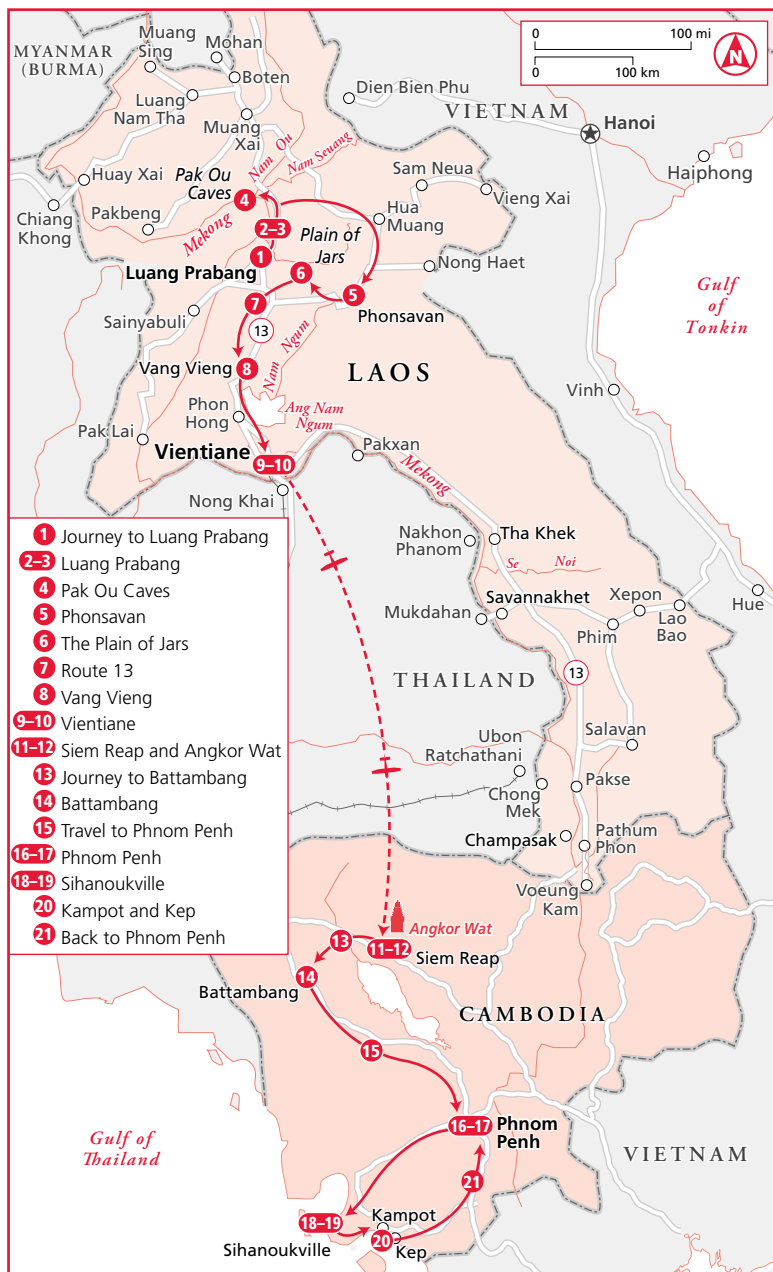 0 100 mi
0 100 km
N
MYANMAR
(BURMA)
Muang
Sing
Mohan
Boten
Luang
Nam Tha
Muang
Xai
Dien Bien Phu
VIETNAM
Hanoi
Haiphong
Huay Xai
Pak Ou
Caves
Nam Ou
Nam Seuang
Sam Neua
Vieng Xai
Chiang
Khong
Pakbeng
4
Mekong
Hua
Muang
2–3
Plain of
Jars
1
Luang Prabang
6
Nong Haet
Gulf
of
Tonkin
7
5
Sainyabuli
13
Phonsavan
Nam Ngum
Vang Vieng
8
LAOS
Vinh
Phon
Hong
Ang Nam
Ngum
Pak Lai
Vientiane
9–10
Pakxan
Mekong
Nong Khai
Nakhon
Phanom
Tha Khek
Se Noi
Savannakhet
Xepon
Hue
Mukdahan
Phim
Lao
Bao
THAILAND
13
Salavan
Ubon
Ratchathani
Chong
Mek
Pakse
Champasak
Pathum
Phon
Voeung
Kam
1 Journey to Luang Prabang
2–3 Luang Prabang
4 Pak Ou Caves
5 Phonsavan
6 The Plain of Jars
7 Route 13
8 Vang Vieng
9–10 Vientiane
11–12 Siem Reap and Angkor Wat
13 Journey to Battambang
14 Battambang
15 Travel to Phnom Penh
16–17 Phnom Penh
18–19 Sihanoukville
20 Kampot and Kep
21 Back to Phnom Penh
Angkor Wat
13
11–12
Siem Reap
14
Battambang
CAMBODIA
15
16–17
Phnom
Penh
Gulf of
Thailand
VIETNAM
21
18–19
Kampot
20
Sihanoukville
Kep